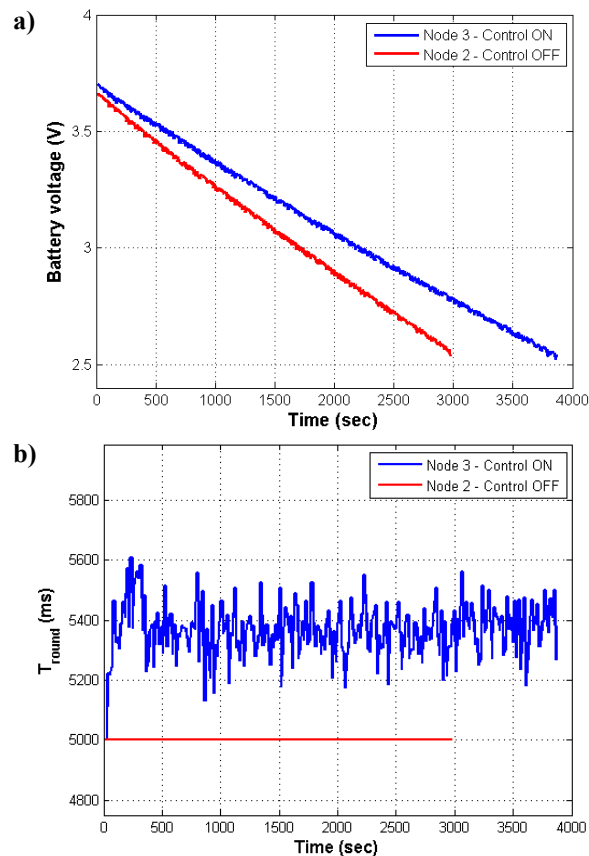 a)
4
3.5
3
2.5
Battery voltage (V)
Node 3 - Control ON
Node 2 - Control OFF
0 500 1000 1500 2000 2500 3000 3500 4000
Time (sec)
b)
5800
5600
5400
5200
5000
4800
T_round (ms)
Node 3 - Control ON
Node 2 - Control OFF
0 500 1000 1500 2000 2500 3000 3500 4000
Time (sec)